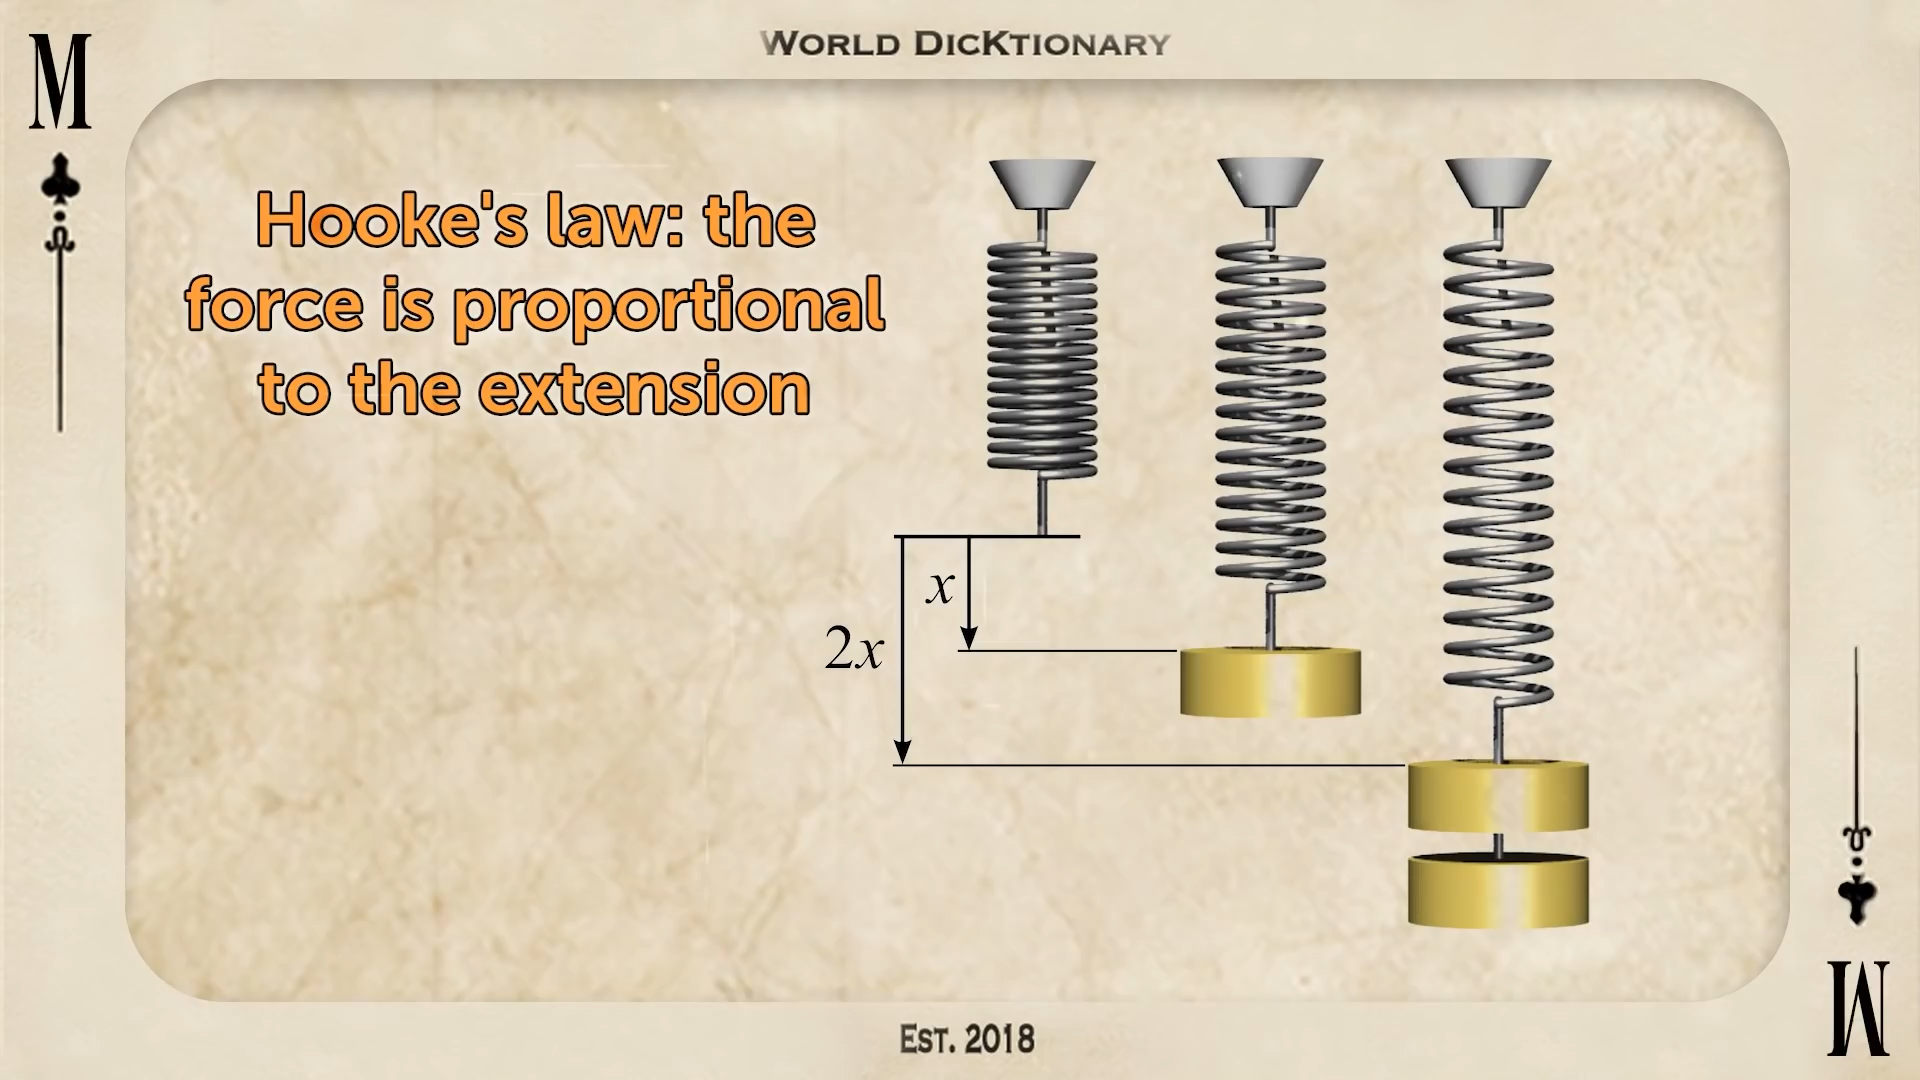 World DicKtionary
M
Hooke's law: the
force is proportional
to the extension
x
2x
M
Est. 2018